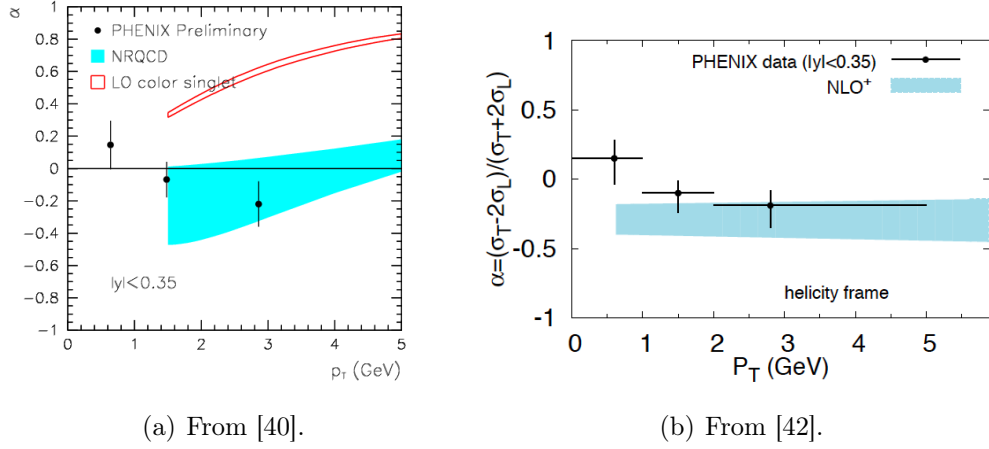 α
1
0.8
0.6
0.4
0.2
0
-0.2
-0.4
-0.6
-0.8
-1
PHENIX Preliminary
NRQCD
LO color singlet
|y|<0.35
0 1 2 3 4 5
p_T (GeV)
(a) From [40].
α=(σ_T-2σ_L)/(σ_T+2σ_L)
1
0.5
0
-0.5
-1
PHENIX data (|y|<0.35)
NLO⁺
helicity frame
0 1 2 3 4 5
P_T (GeV)
(b) From [42].